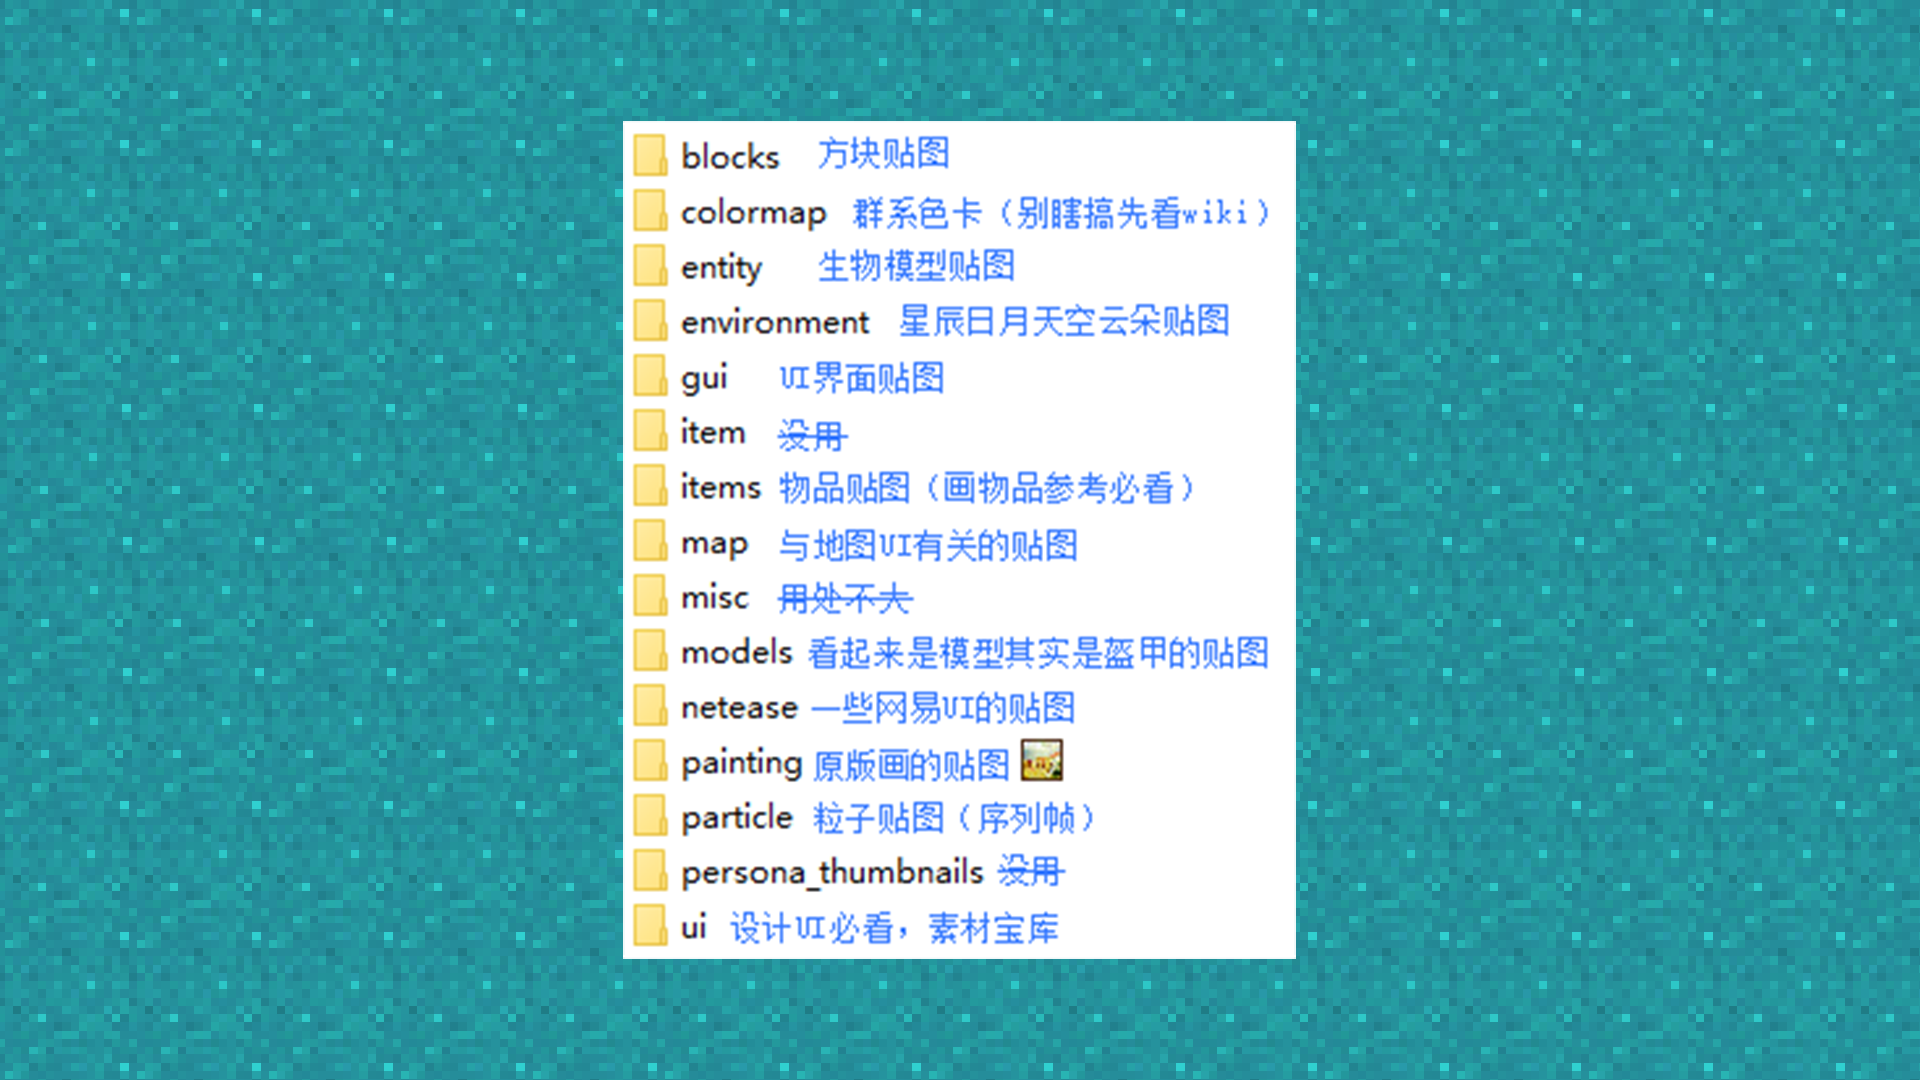 blocks 方块贴图
colormap 群系色卡（别瞎搞先看wiki）
entity 生物模型贴图
environment 星辰日月天空云朵贴图
gui UI界面贴图
item 没用
items 物品贴图（画物品参考必看）
map 与地图UI有关的贴图
misc 用处不大
models 看起来是模型其实是盔甲的贴图
netease 一些网易UI的贴图
painting 原版画的贴图
particle 粒子贴图（序列帧）
persona_thumbnails 没用
ui 设计UI必看，素材宝库